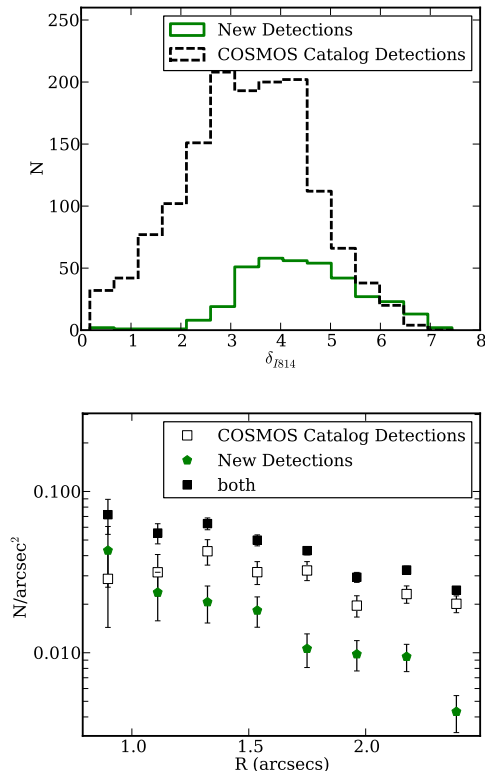 New Detections
COSMOS Catalog Detections
250
200
150
100
50
0
N
0 1 2 3 4 5 6 7 8
δ_{I814}
COSMOS Catalog Detections
New Detections
both
0.100
0.010
N/arcsec²
1.0 1.5 2.0
R (arcsecs)